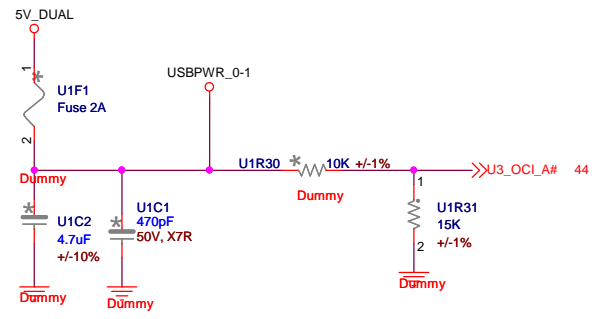 5V_DUAL
1
U1F1
Fuse 2A
2
USBPWR_0-1
Dummy
U1R30
10K +/-1%
Dummy
U3_OCI_A# 44
1
U1R31
15K
2
+/-1%
Dummy
U1C2
4.7uF
+/-10%
Dummy
U1C1
470pF
50V, X7R
Dummy